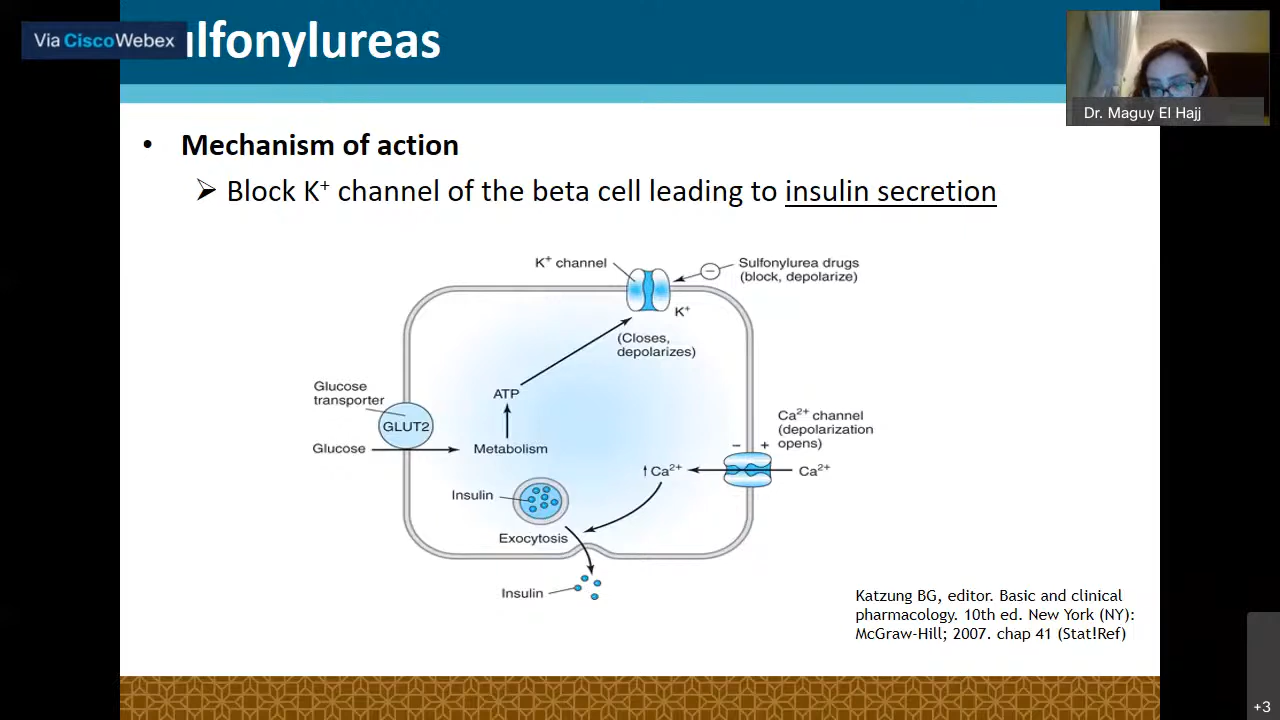 Via CiscoWebex
ulfonylureas
Dr. Maguy El Hajj
• Mechanism of action
➢ Block K⁺ channel of the beta cell leading to insulin secretion
K⁺ channel
Sulfonylurea drugs
(block, depolarize)
K⁺
(Closes,
depolarizes)
Glucose
transporter
ATP
GLUT2
Ca²⁺ channel
(depolarization
opens)
− +
Glucose
Metabolism
↑Ca²⁺
Ca²⁺
Insulin
Exocytosis
Insulin
Katzung BG, editor. Basic and clinical
pharmacology. 10th ed. New York (NY):
McGraw-Hill; 2007. chap 41 (Stat!Ref)
+3